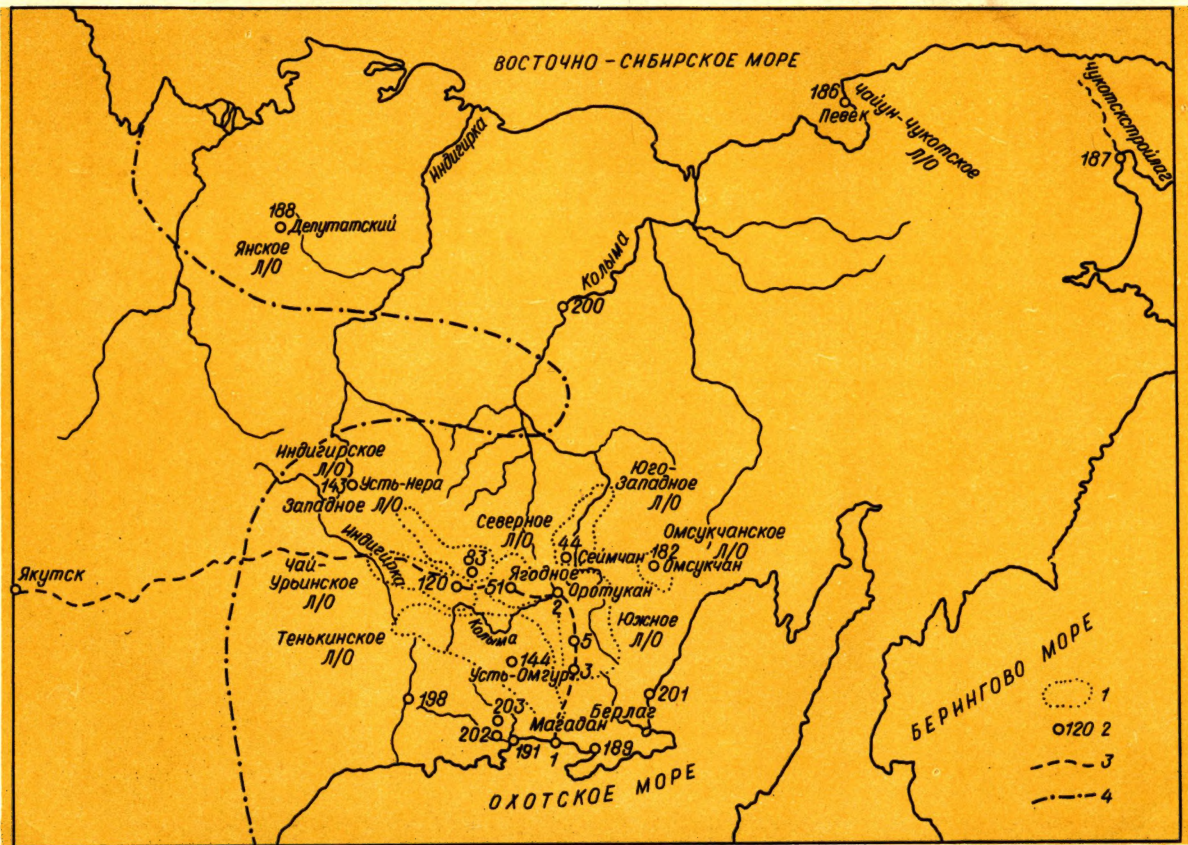 ВОСТОЧНО - СИБИРСКОЕ МОРЕ
186
Певек
Чайун-Чукотское
Л/О
Чукотскстройлаг
187
Индигирка
188
Депутатский
Янское
Л/О
Колыма
200
Индигирское
Л/О
143 Усть-Нера
Западное Л/О
Юго-
Западное
Л/О
Северное
Л/О
Омсукчанское
Л/О
182
Омсукчан
44
Сеймчан
83
Индигирка
Якутск
Чай-
Урьинское
Л/О
120
51
Ягодное
Оротукан
2
Южное
Л/О
Тенькинское
Л/О
Колыма
5
144
Усть-Омгур
3
198
203
202
191
Магадан
1
Берлаг
201
189
ОХОТСКОЕ МОРЕ
БЕРИНГОВО МОРЕ
1
120 2
3
4